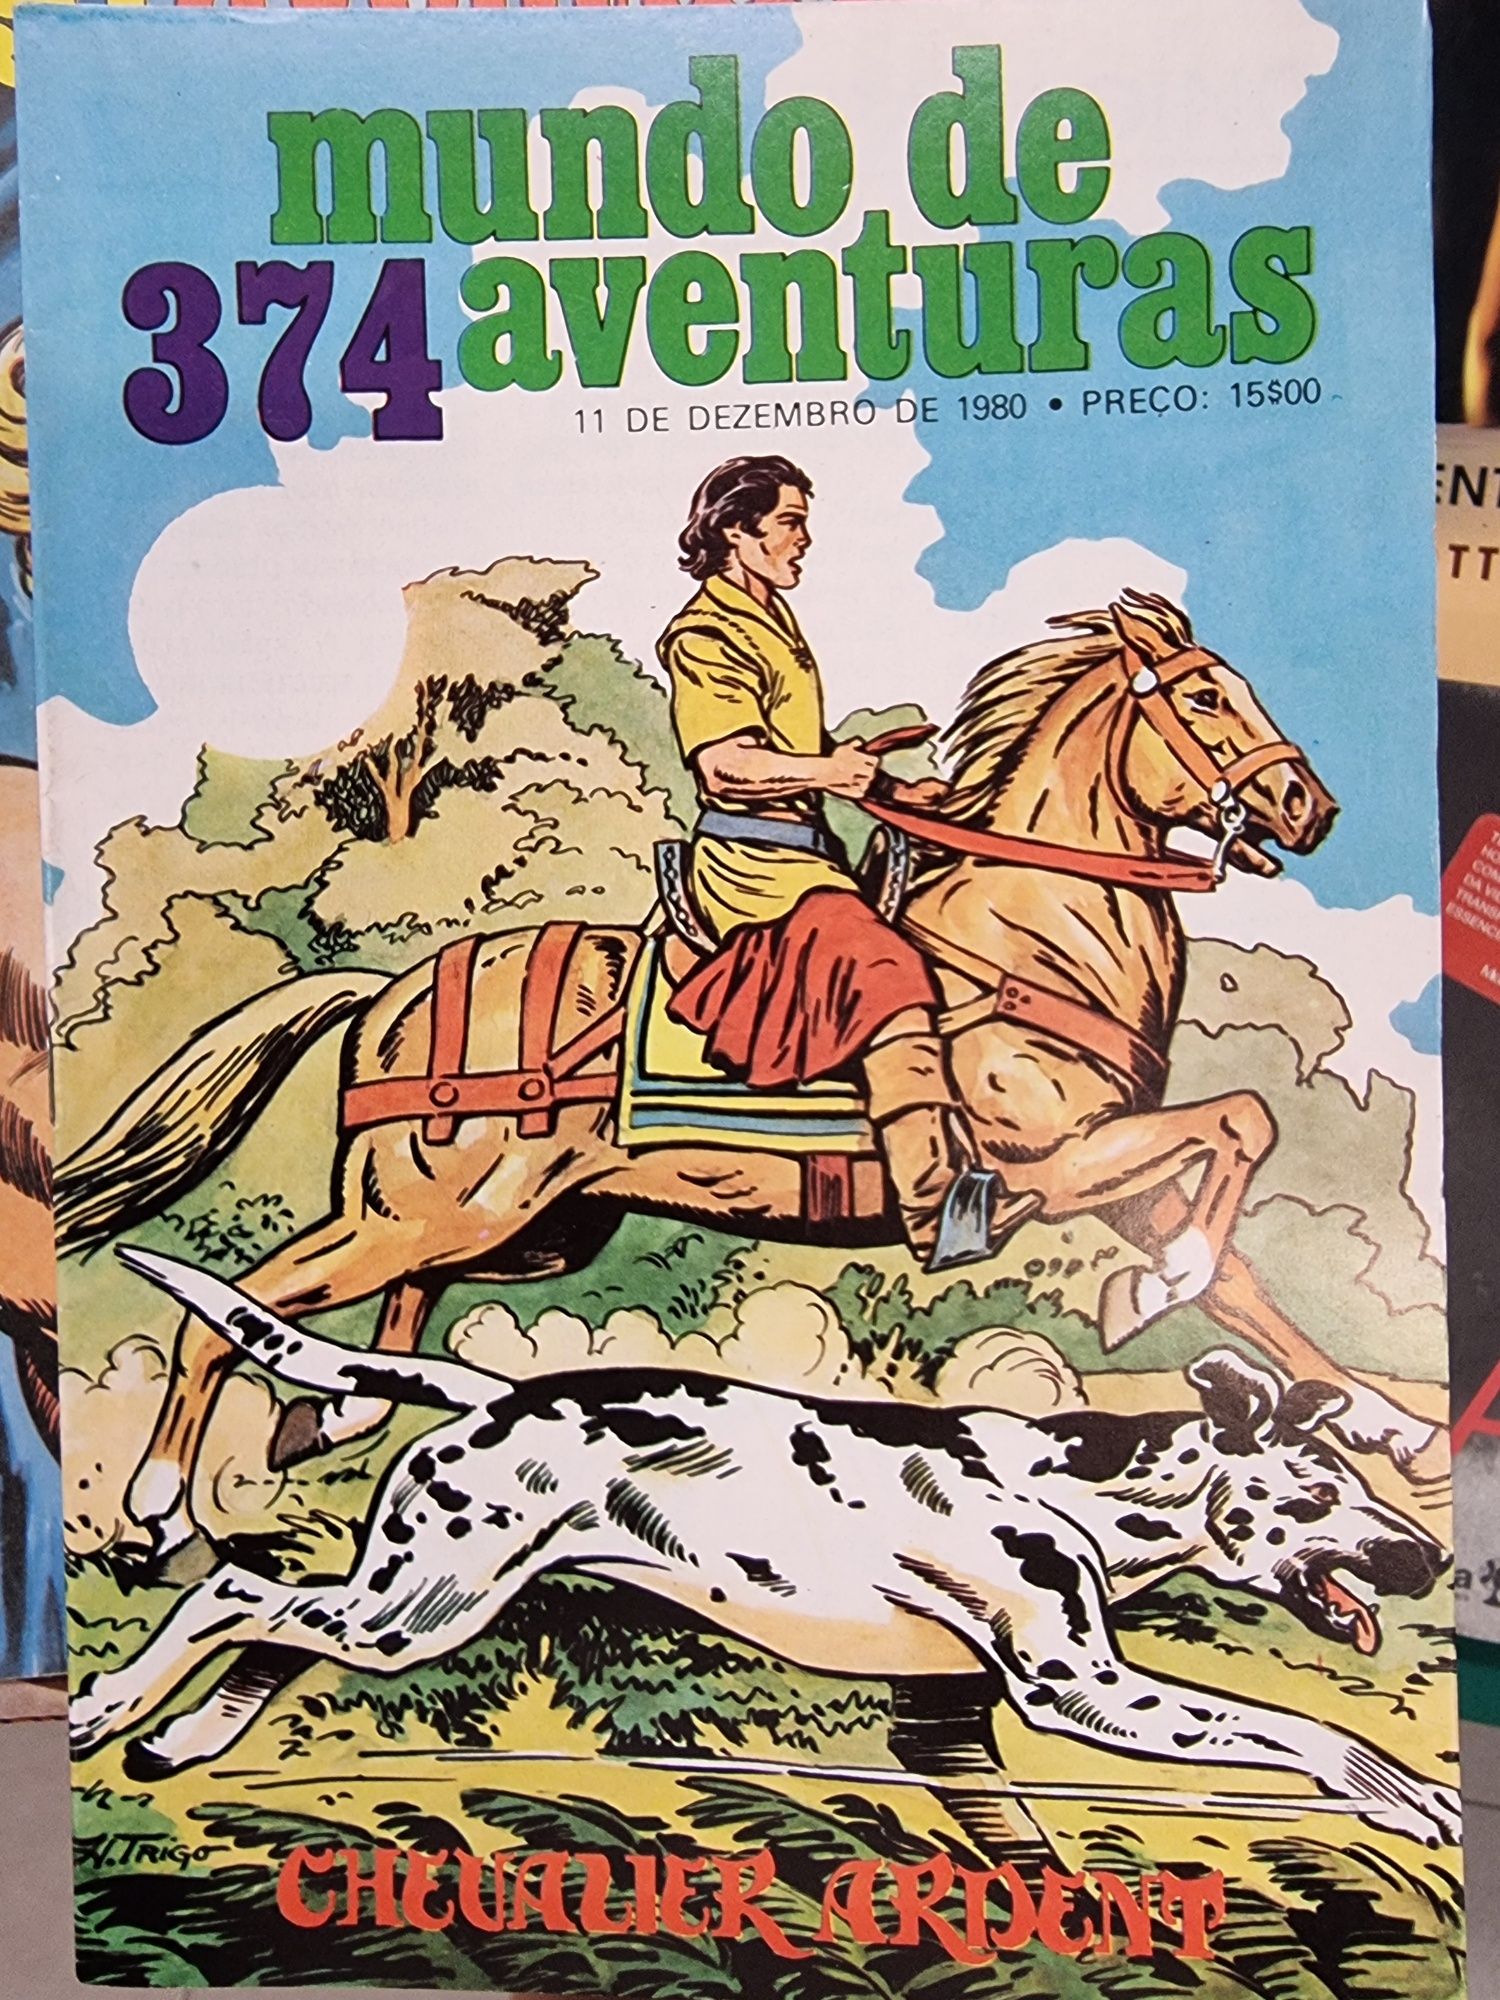 mundo de
374 aventuras
11 DE DEZEMBRO DE 1980 • PREÇO: 15$00
H. TRIGO
CHEVALIER ARDENT